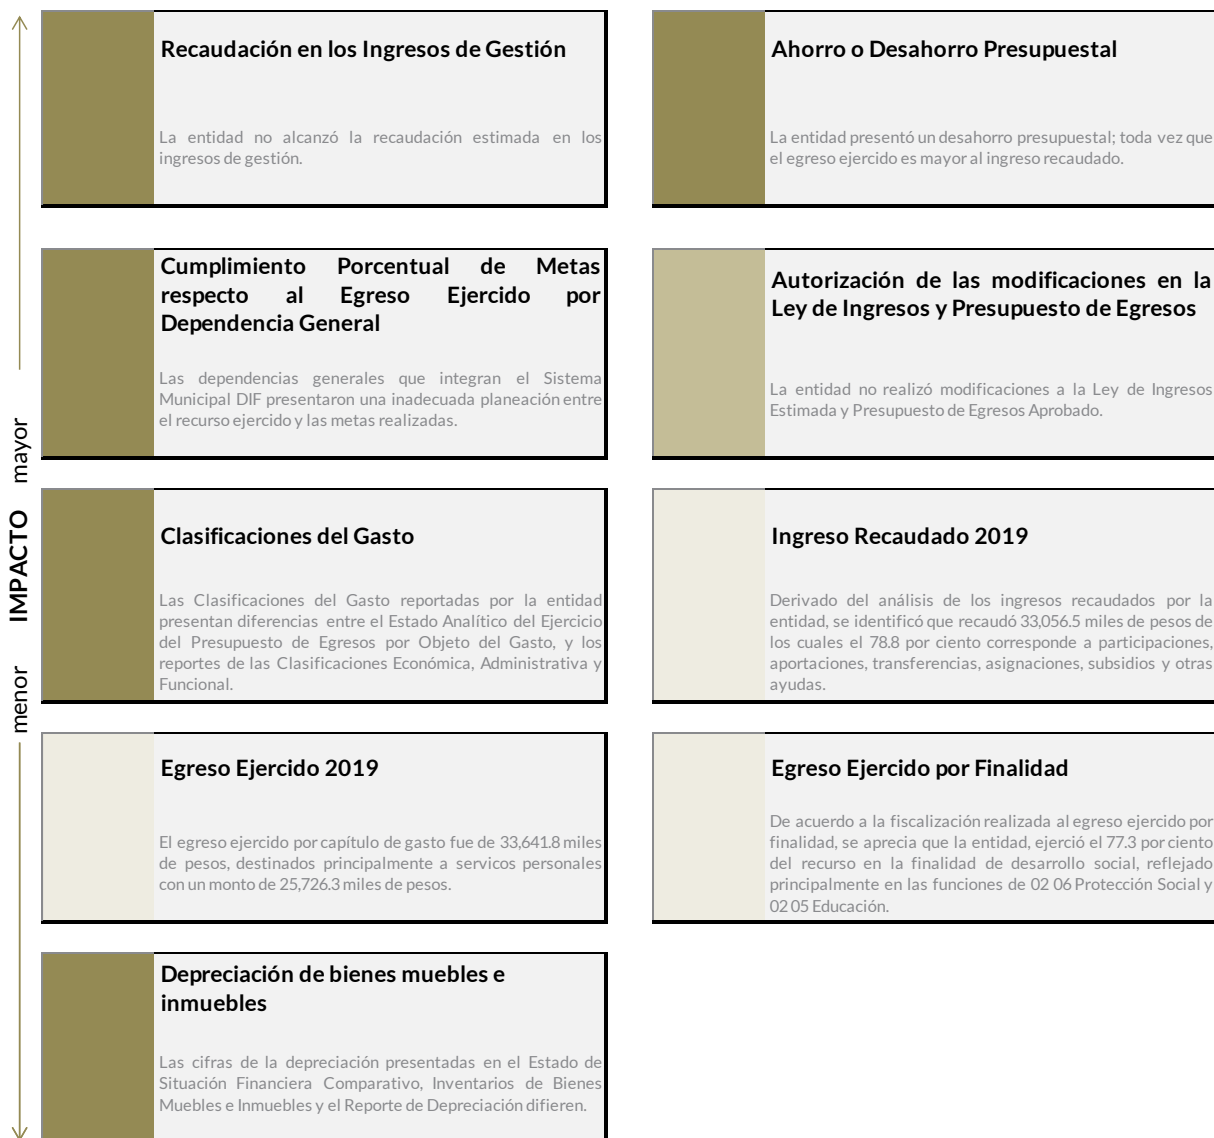 Recaudación en los Ingresos de Gestión
La entidad no alcanzó la recaudación estimada en los
ingresos de gestión.
Ahorro o Desahorro Presupuestal
La entidad presentó un desahorro presupuestal; toda vez que
el egreso ejercido es mayor al ingreso recaudado.
Cumplimiento Porcentual de Metas
respecto al Egreso Ejercido por
Dependencia General
Las dependencias generales que integran el Sistema
Municipal DIF presentaron una inadecuada planeación entre
el recurso ejercido y las metas realizadas.
Autorización de las modificaciones en la
Ley de Ingresos y Presupuesto de Egresos
La entidad no realizó modificaciones a la Ley de Ingresos
Estimada y Presupuesto de Egresos Aprobado.
menor IMPACTO mayor
Clasificaciones del Gasto
Las Clasificaciones del Gasto reportadas por la entidad
presentan diferencias entre el Estado Analítico del Ejercicio
del Presupuesto de Egresos por Objeto del Gasto, y los
reportes de las Clasificaciones Económica, Administrativa y
Funcional.
Ingreso Recaudado 2019
Derivado del análisis de los ingresos recaudados por la
entidad, se identificó que recaudó 33,056.5 miles de pesos de
los cuales el 78.8 por ciento corresponde a participaciones,
aportaciones, transferencias, asignaciones, subsidios y otras
ayudas.
Egreso Ejercido 2019
El egreso ejercido por capítulo de gasto fue de 33,641.8 miles
de pesos, destinados principalmente a servicos personales
con un monto de 25,726.3 miles de pesos.
Egreso Ejercido por Finalidad
De acuerdo a la fiscalización realizada al egreso ejercido por
finalidad, se aprecia que la entidad, ejerció el 77.3 por ciento
del recurso en la finalidad de desarrollo social, reflejado
principalmente en las funciones de 02 06 Protección Social y
02 05 Educación.
Depreciación de bienes muebles e
inmuebles
Las cifras de la depreciación presentadas en el Estado de
Situación Financiera Comparativo, Inventarios de Bienes
Muebles e Inmuebles y el Reporte de Depreciación difieren.